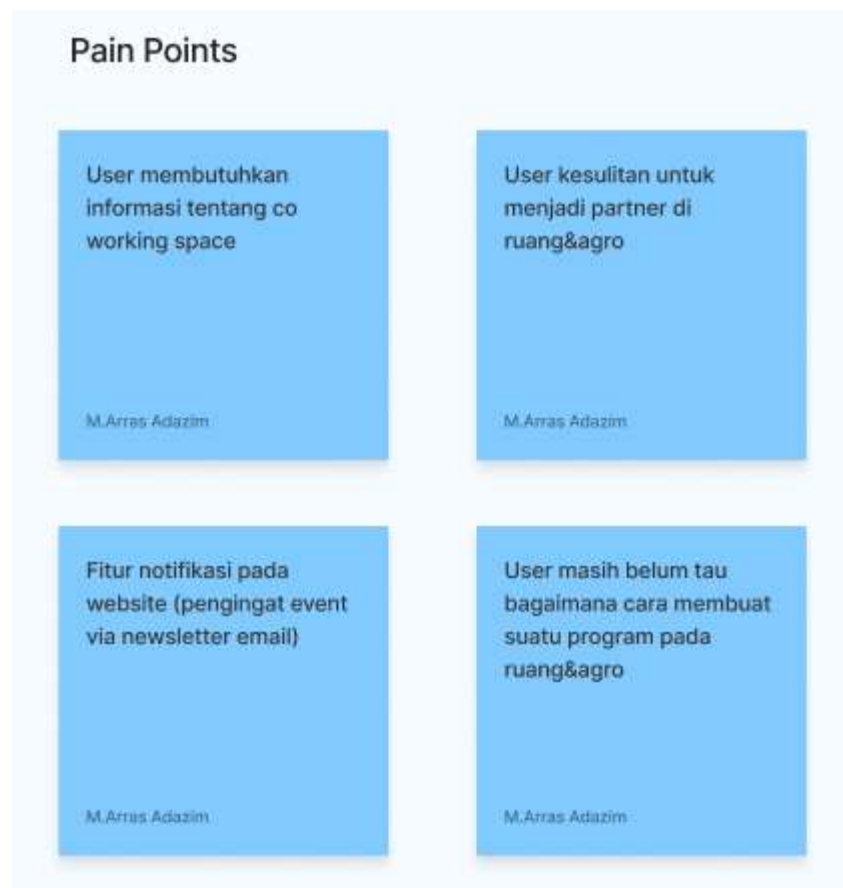 Pain Points
User membutuhkan
informasi tentang co
working space
M.Arras Adazim
User kesulitan untuk
menjadi partner di
ruang&agro
M.Arras Adazim
Fitur notifikasi pada
website (pengingat event
via newsletter email)
M.Arras Adazim
User masih belum tau
bagaimana cara membuat
suatu program pada
ruang&agro
M.Arras Adazim